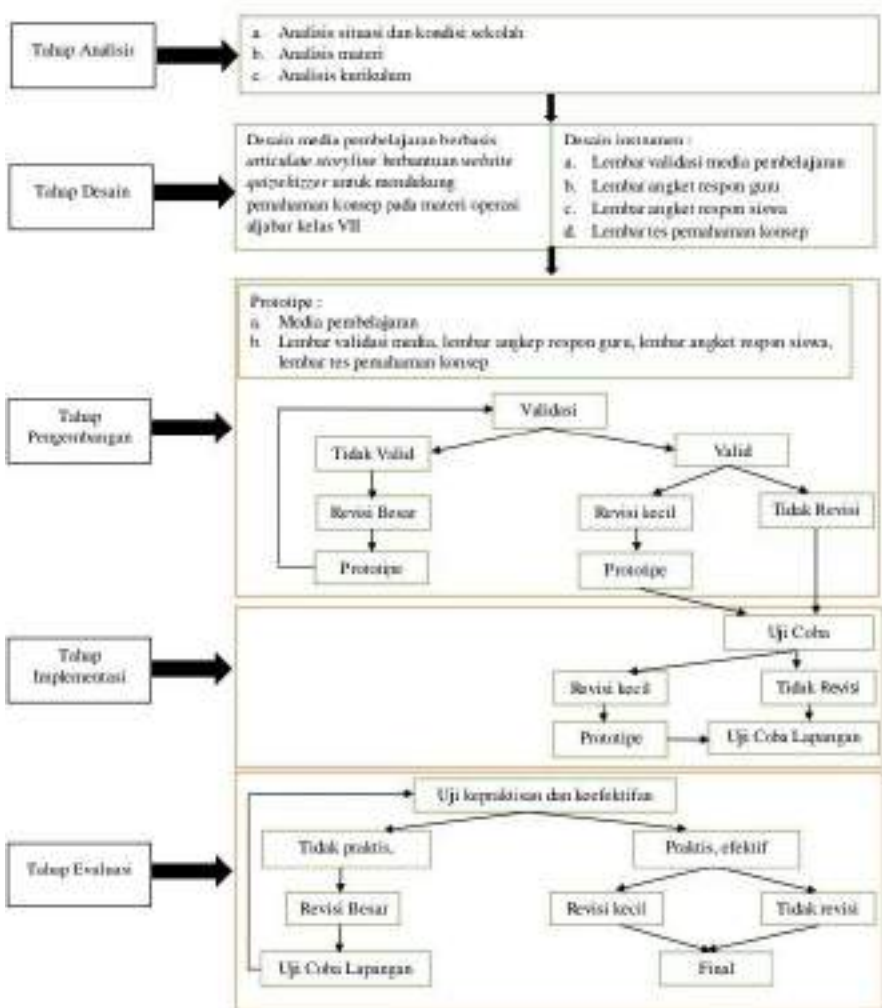 Tahap Analisis
a. Analisis situasi dan kondisi sekolah
b. Analisis materi
c. Analisis kurikulum
Tahap Desain
Desain media pembelajaran berbasis
articulate storyline berbantuan website
quizwhizzer untuk mendukung
pemahaman konsep pada materi operasi
aljabar kelas VII
Desain instrumen :
a. Lembar validasi media pembelajaran
b. Lembar angket respon guru
c. Lembar angket respon siswa
d. Lembar tes pemahaman konsep
Tahap
Pengembangan
Prototipe :
a. Media pembelajaran
b. Lembar validasi media, lembar angkep respon guru, lembar angket respon siswa,
lembar tes pemahaman konsep
Validasi
Tidak Valid
Valid
Revisi Besar
Revisi kecil
Tidak Revisi
Prototipe
Prototipe
Tahap
Implementasi
Uji Coba
Revisi kecil
Tidak Revisi
Prototipe
Uji Coba Lapangan
Tahap Evaluasi
Uji kepraktisan dan keefektifan
Tidak praktis,
Praktis, efektif
Revisi Besar
Revisi kecil
Tidak revisi
Uji Coba Lapangan
Final